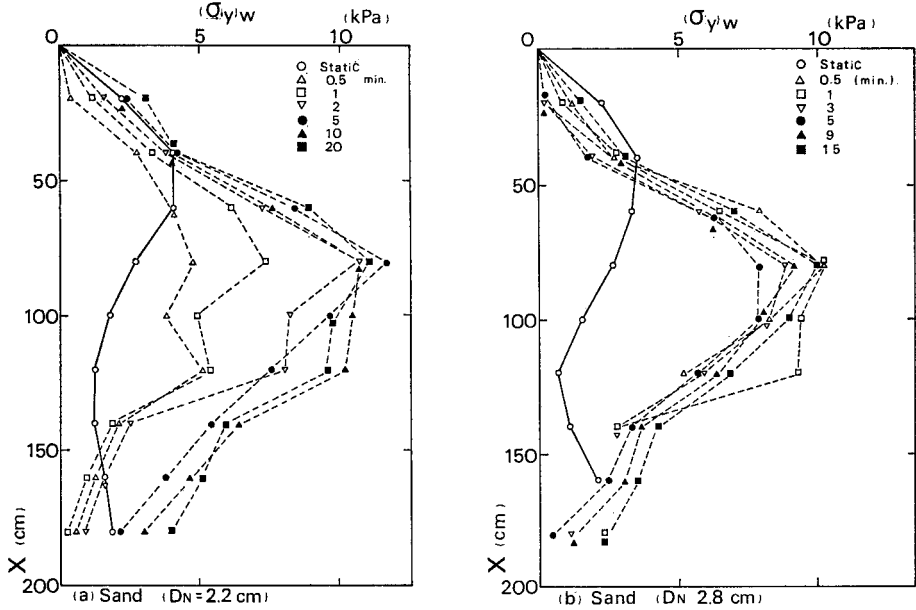 (σy)w (kPa)
0 5 10
Static
0.5 min.
1
2
5
10
20
50
100
150
200
X (cm)
(a) Sand (DN=2.2 cm)
(σy)w (kPa)
0 5 10
Static
0.5 (min.).
1
3
5
9
15
50
100
150
200
X (cm)
(b) Sand (DN 2.8 cm)